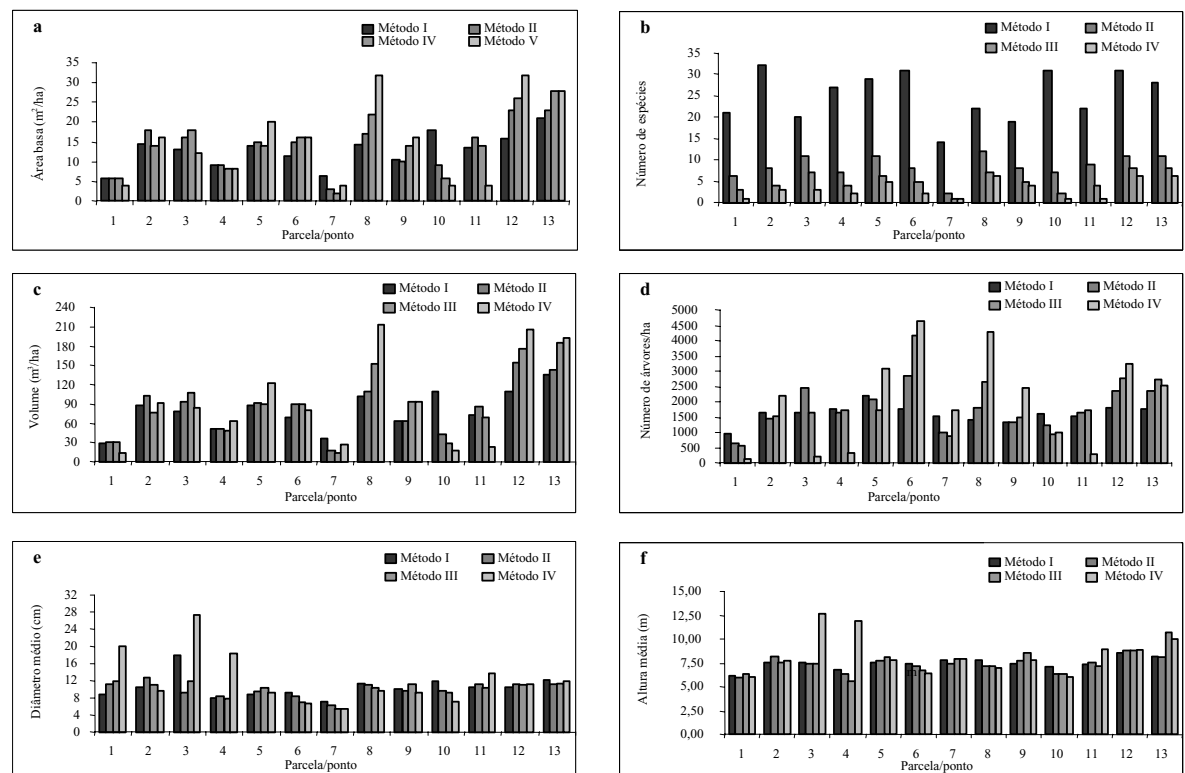 a
Método I Método II
Método IV Método V
Área basa (m²/ha)
35
30
25
20
15
10
5
0
1 2 3 4 5 6 7 8 9 10 11 12 13
Parcela/ponto
b
Método I Método II
Método III Método IV
Número de espécies
35
30
25
20
15
10
5
0
1 2 3 4 5 6 7 8 9 10 11 12 13
Parcela/ponto
c
Método I Método II
Método III Método IV
Volume (m³/ha)
240
210
180
150
120
90
60
30
0
1 2 3 4 5 6 7 8 9 10 11 12 13
Parcela/ponto
d
Método I Método II
Método III Método IV
Número de árvores/ha
5000
4500
4000
3500
3000
2500
2000
1500
1000
500
0
1 2 3 4 5 6 7 8 9 10 11 12 13
Parcela/ponto
e
Método I Método II
Método III Método IV
Diâmetro médio (cm)
32
28
24
20
16
12
8
4
0
1 2 3 4 5 6 7 8 9 10 11 12 13
Parcela/ponto
f
Método I Método II
Método III Método IV
Altura média (m)
15,00
12,50
10,00
7,50
5,00
2,50
0,00
1 2 3 4 5 6 7 8 9 10 11 12 13
Parcela/ponto